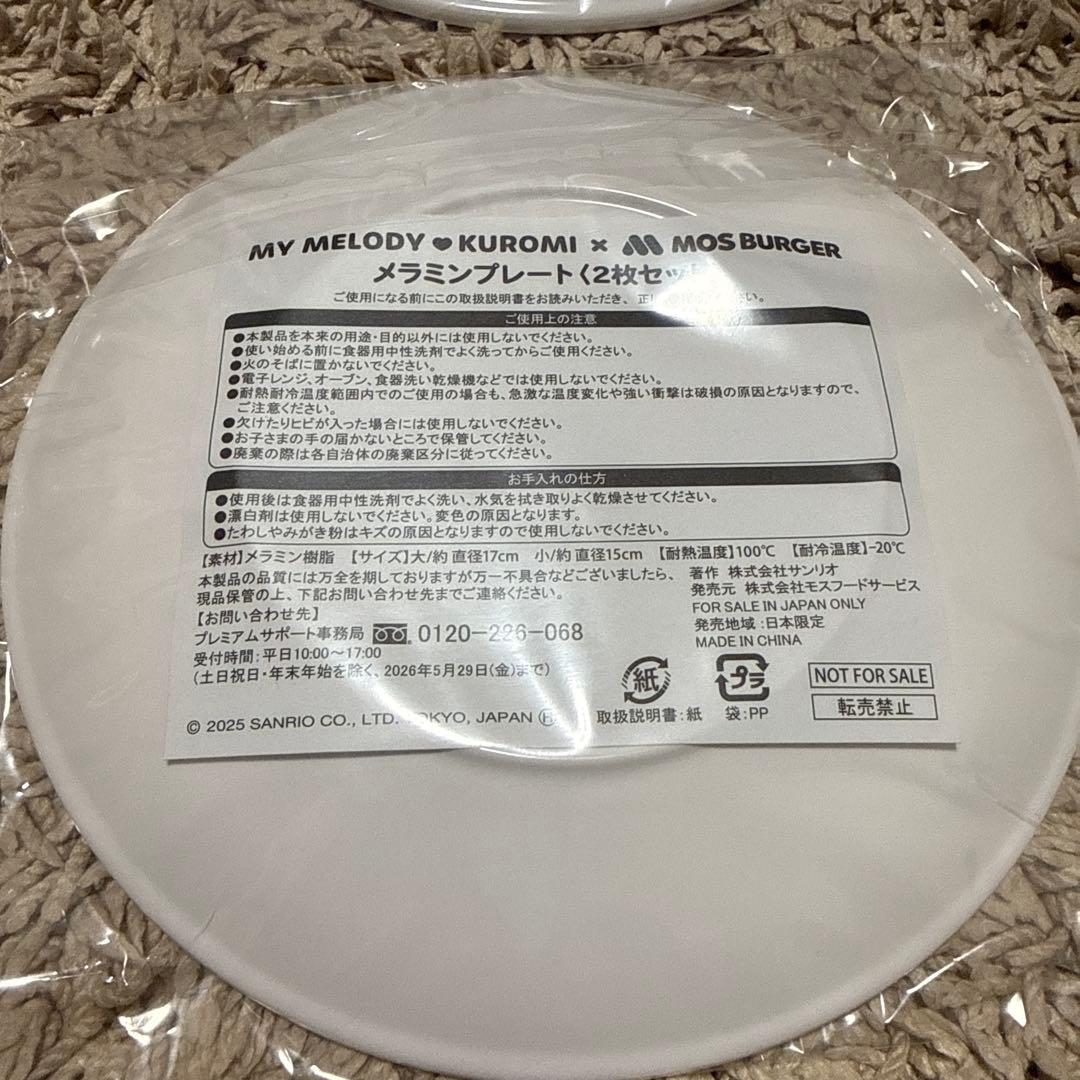 MY MELODY ♥ KUROMI × MOS BURGER
メラミンプレート〈2枚セッ
ご使用になる前にこの取扱説明書をお読みいただき、正し
ご使用上の注意
●本製品を本来の用途・目的以外には使用しないでください。
●使い始める前に食器用中性洗剤でよく洗ってからご使用ください。
●火のそばに置かないでください。
●電子レンジ、オーブン、食器洗い乾燥機などでは使用しないでください。
●耐熱耐冷温度範囲内でのご使用の場合も、急激な温度変化や強い衝撃は破損の原因となりますので、
ご注意ください。
●欠けたりヒビが入った場合には使用しないでください。
●お子さまの手の届かないところで保管してください。
●廃棄の際は各自治体の廃棄区分に従ってください。
お手入れの仕方
●使用後は食器用中性洗剤でよく洗い、水気を拭き取りよく乾燥させてください。
●漂白剤は使用しないでください。変色の原因となります。
●たわしやみがき粉はキズの原因となりますので使用しないでください。
【素材】メラミン樹脂 【サイズ】大/約 直径17cm 小/約 直径15cm 【耐熱温度】100℃ 【耐冷温度】-20℃
本製品の品質には万全を期しておりますが万一不具合などございましたら、
現品保管の上、下記お問い合わせ先までご連絡ください。
【お問い合わせ先】
プレミアムサポート事務局 0120-226-068
受付時間：平日10:00～17:00
(土日祝日・年末年始を除く、2026年5月29日(金)まで)
著作 株式会社サンリオ
発売元 株式会社モスフードサービス
FOR SALE IN JAPAN ONLY
発売地域：日本限定
MADE IN CHINA
紙
取扱説明書：紙
プラ
袋：PP
NOT FOR SALE
転売禁止
© 2025 SANRIO CO., LTD. TOKYO, JAPAN Ⓗ